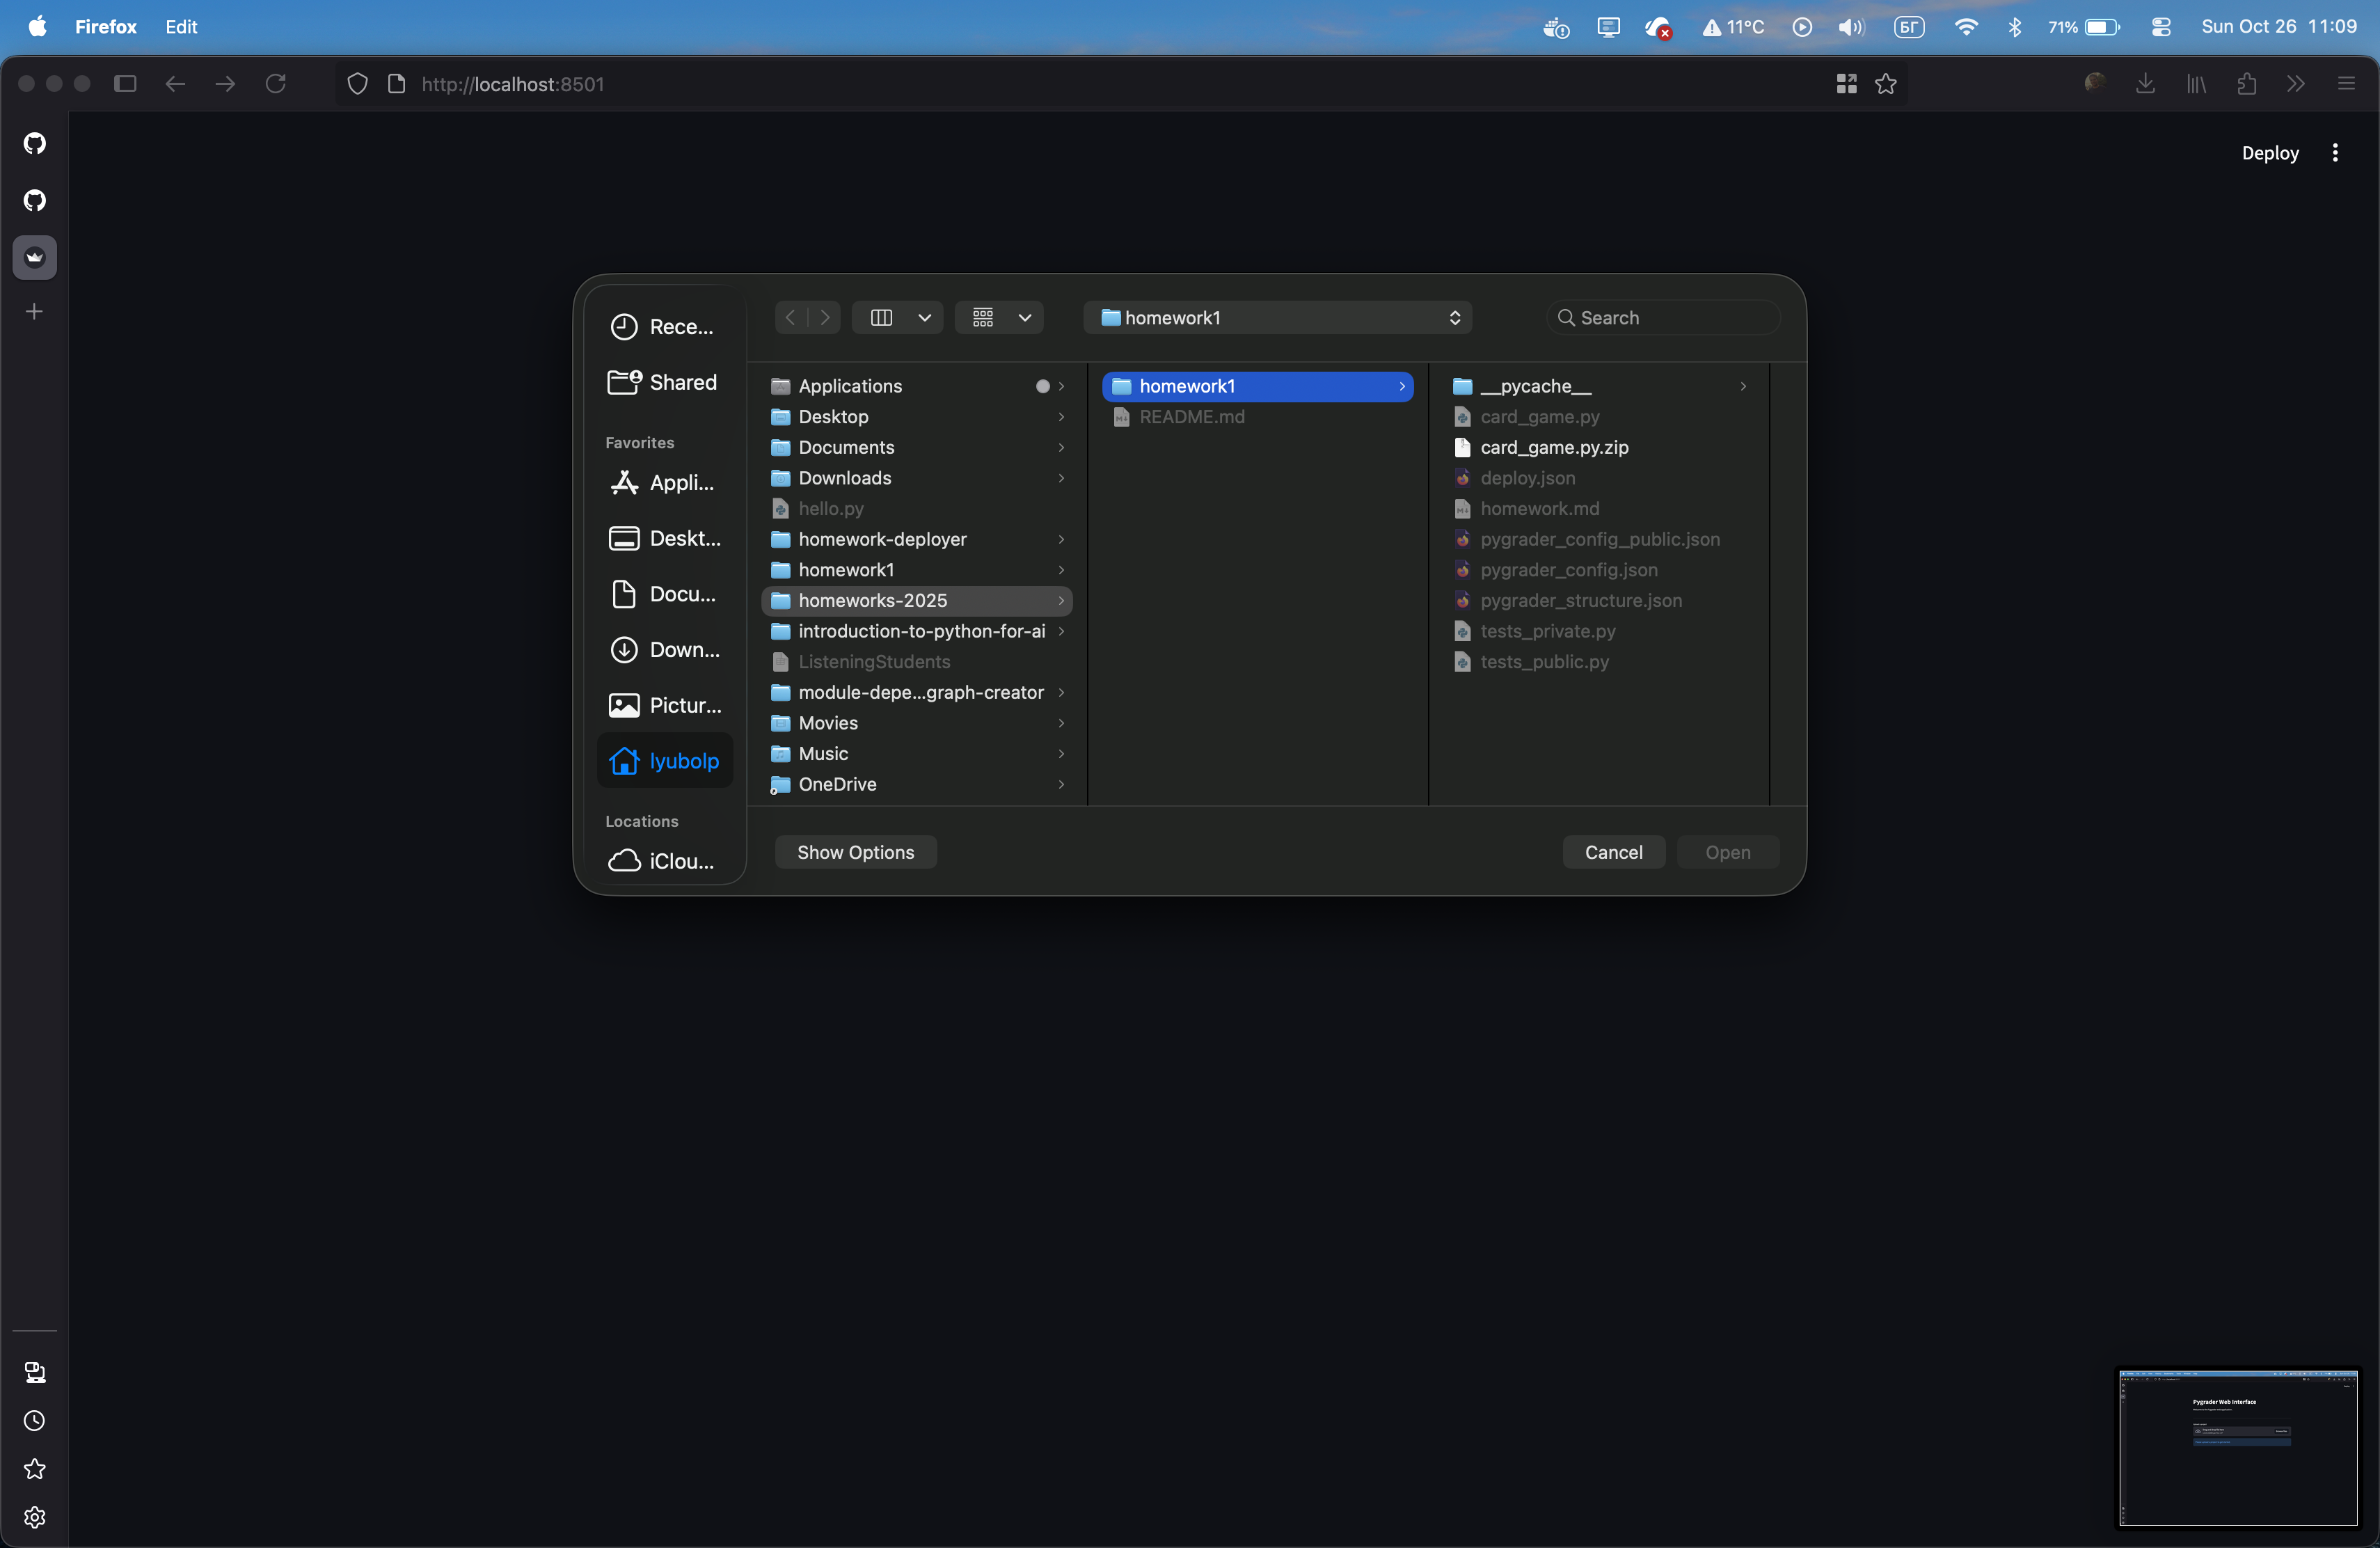 Firefox Edit 11°C БГ 71% Sun Oct 26 11:09
http://localhost:8501
Deploy
Rece...
Shared
Favorites
Appli...
Deskt...
Docu...
Down...
Pictur...
lyubolp
Locations
iClou...
homework1
Search
Applications
Desktop
Documents
Downloads
hello.py
homework-deployer
homework1
homeworks-2025
introduction-to-python-for-ai
ListeningStudents
module-depe...graph-creator
Movies
Music
OneDrive
homework1
README.md
__pycache__
card_game.py
card_game.py.zip
deploy.json
homework.md
pygrader_config_public.json
pygrader_config.json
pygrader_structure.json
tests_private.py
tests_public.py
Show Options
Cancel
Open
Pygrader Web Interface